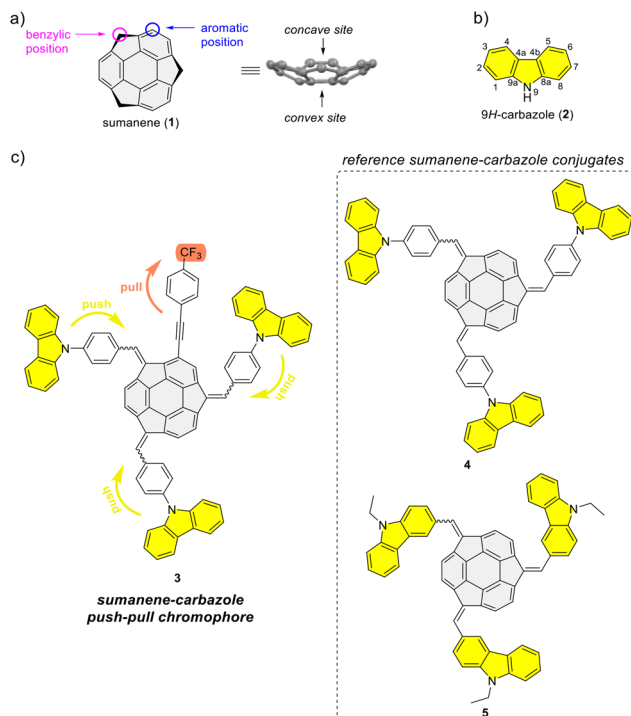 a)
benzylic
position
aromatic
position
sumanene (1)
concave site
convex site
b)
4
5
3
4a
4b
6
2
9a
8a
7
1
N
9
8
H
9H-carbazole (2)
c)
CF3
pull
push
N
N
push
push
N
3
sumanene-carbazole
push-pull chromophore
reference sumanene-carbazole conjugates
N
N
N
4
N
N
N
5